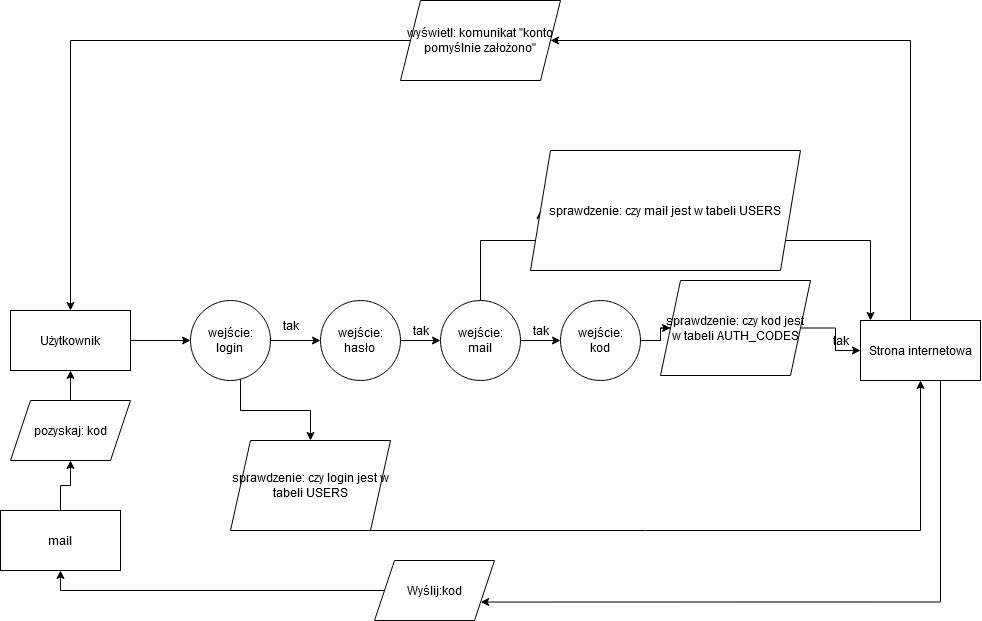 wyświetl: komunikat "konto
pomyślnie założono"
sprawdzenie: czy mail jest w tabeli USERS
Użytkownik
wejście:
login
tak
wejście:
hasło
tak
wejście:
mail
tak
wejście:
kod
sprawdzenie: czy kod jest
w tabeli AUTH_CODES
tak
Strona internetowa
pozyskaj: kod
sprawdzenie: czy login jest w
tabeli USERS
mail
Wyślij:kod